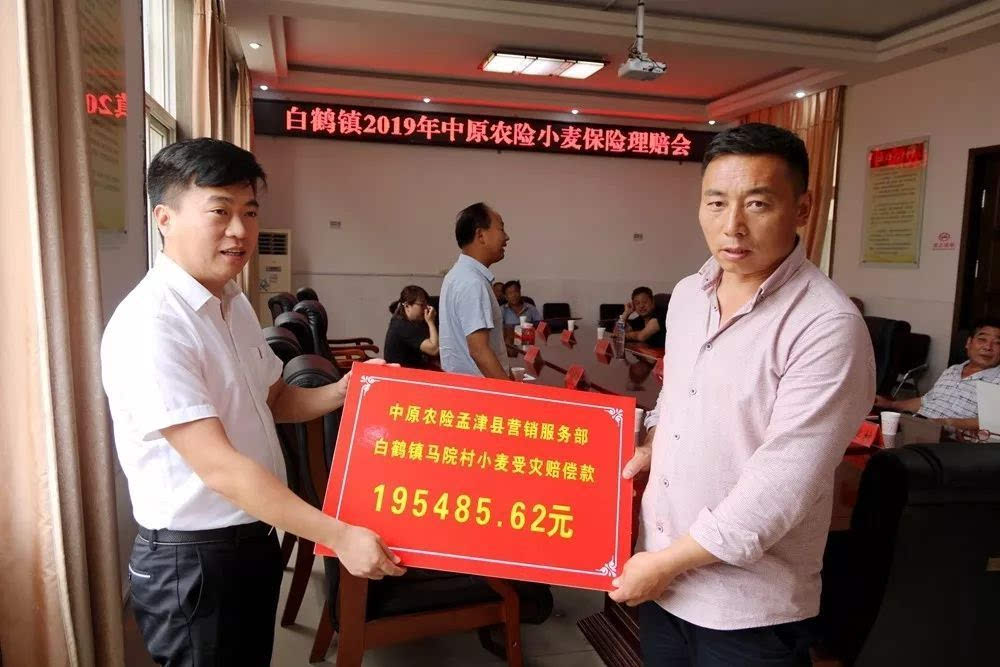 白鹤镇2019年中原农险小麦保险理赔会
中原农险孟津县营销服务部
白鹤镇马院村小麦受灾赔偿款
195485.62元